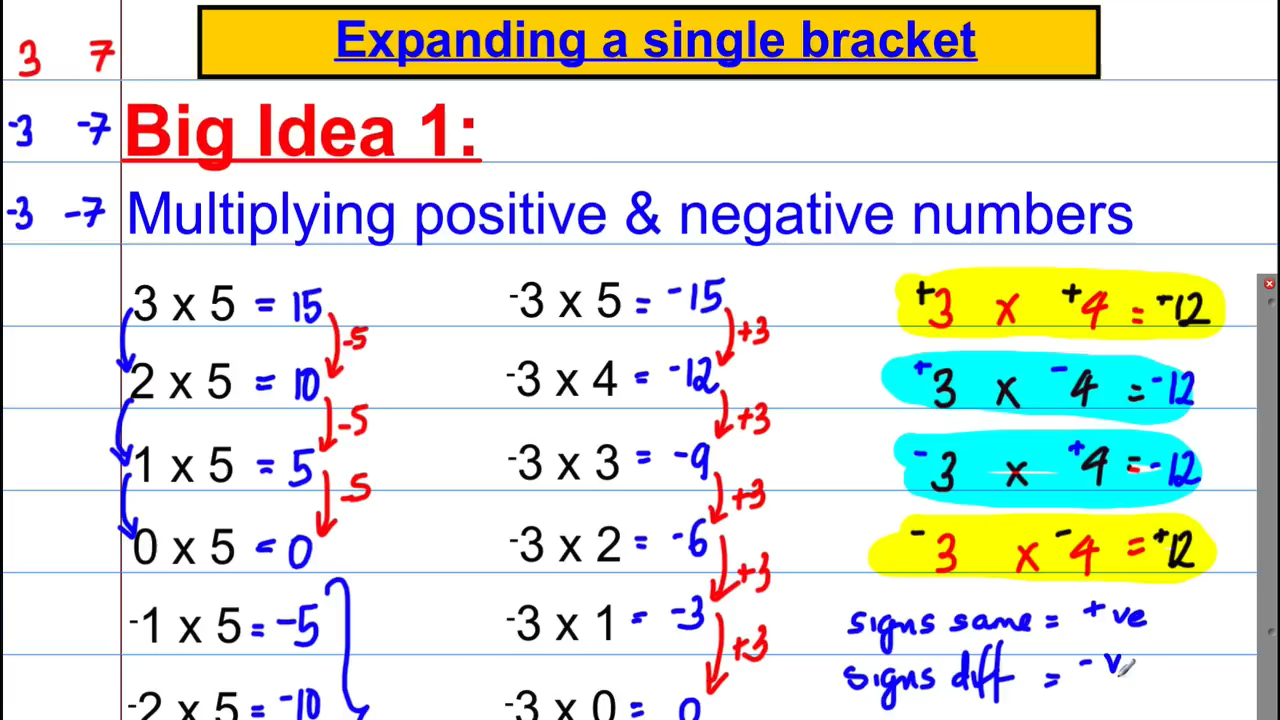 Expanding a single bracket
3 7
-3 -7
Big Idea 1:
-3 -7
Multiplying positive & negative numbers
3 x 5 = 15
-5
2 x 5 = 10
-5
1 x 5 = 5
-5
0 x 5 = 0
-1 x 5 = -5
-2 x 5 = -10
-3 x 5 = -15
+3
-3 x 4 = -12
+3
-3 x 3 = -9
+3
-3 x 2 = -6
+3
-3 x 1 = -3
+3
-3 x 0 = 0
+3 x +4 = +12
+3 x -4 = -12
-3 x +4 = -12
-3 x -4 = +12
signs same = +ve
signs diff = -v